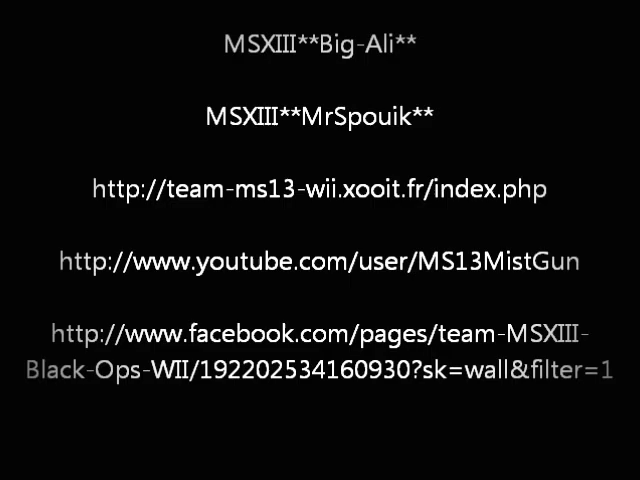 MSXIII**Big-Ali**
MSXIII**MrSpouik**
http://team-ms13-wii.xooit.fr/index.php
http://www.youtube.com/user/MS13MistGun
http://www.facebook.com/pages/team-MSXIII-
Black-Ops-WII/192202534160930?sk=wall&filter=1